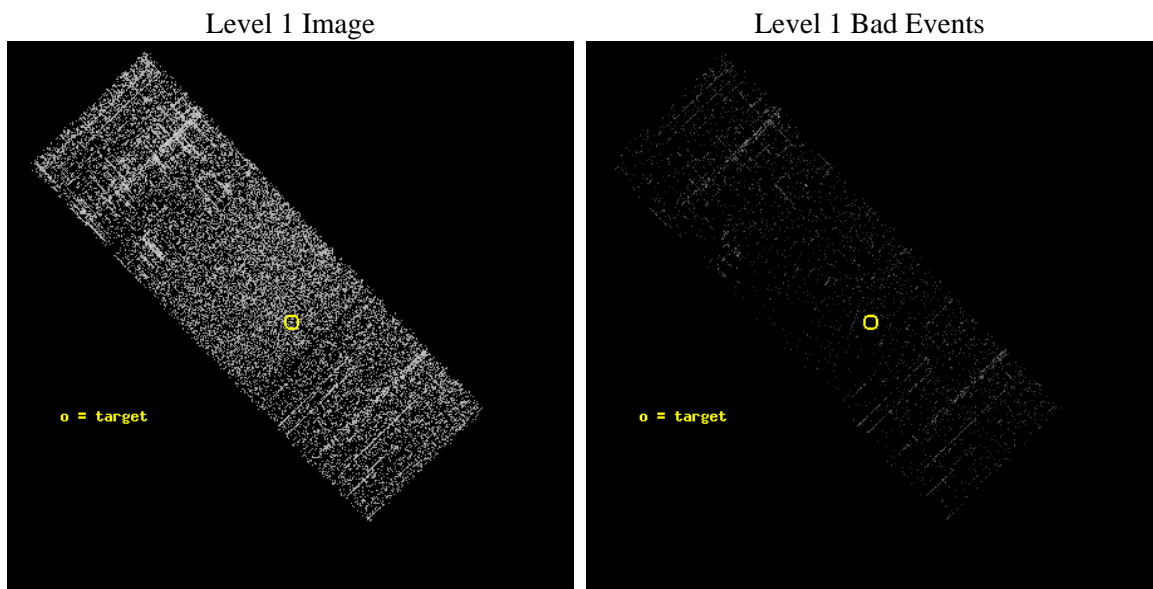 Level 1 Image
Level 1 Bad Events
o = target
o = target